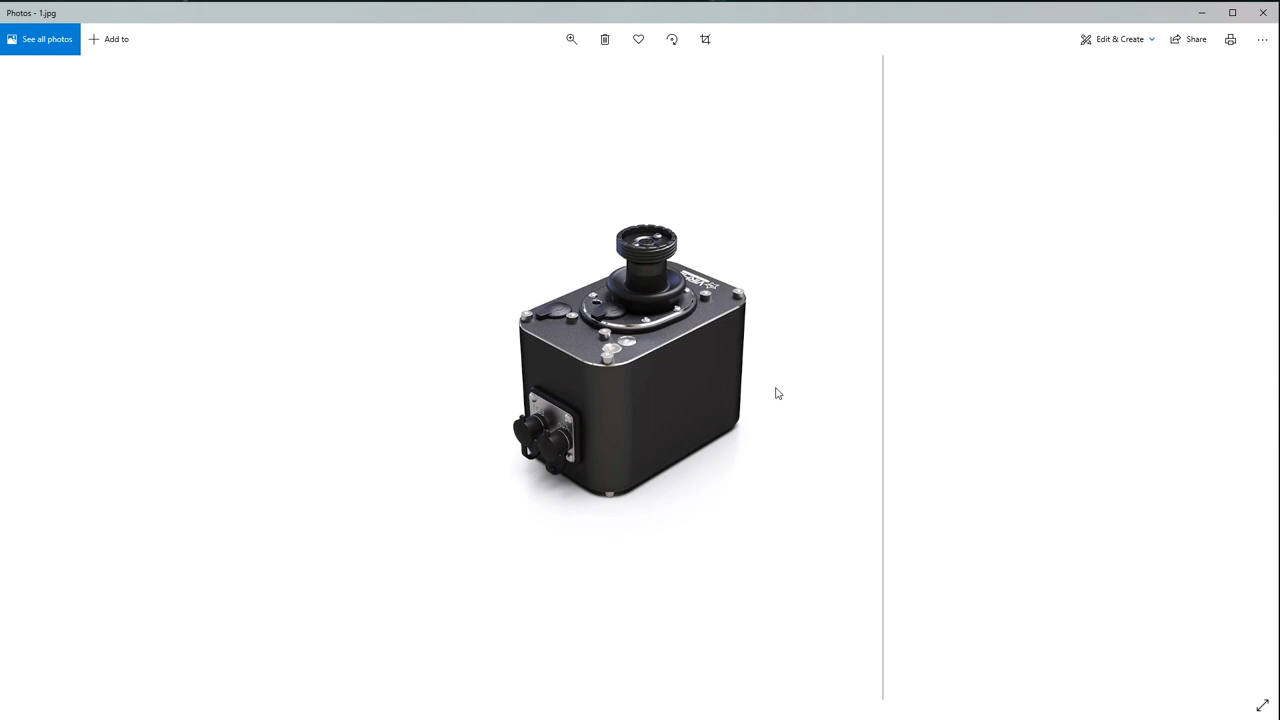 Photos - 1.jpg
See all photos
Add to
Edit & Create
Share